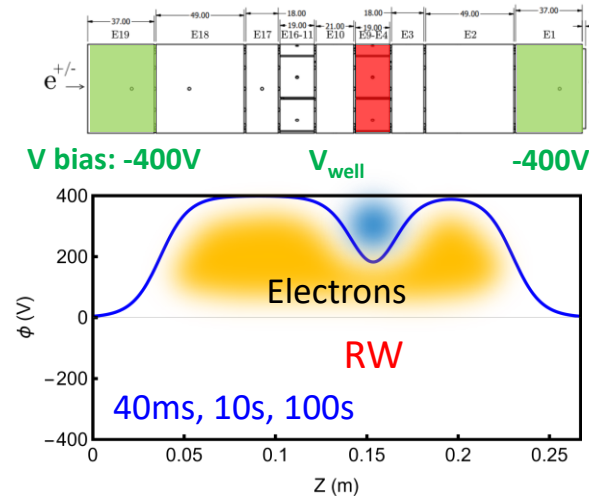 37.00 49.00 18.00 18.00 49.00 37.00
19.00 21.00 19.00
E19 E18 E17 E16-11 E10 E9-E4 E3 E2 E1
e+/-
V bias: -400V Vwell -400V
400
200
0
−200
−400
ϕ (V)
Electrons
RW
40ms, 10s, 100s
0 0.05 0.1 0.15 0.2 0.25
Z (m)